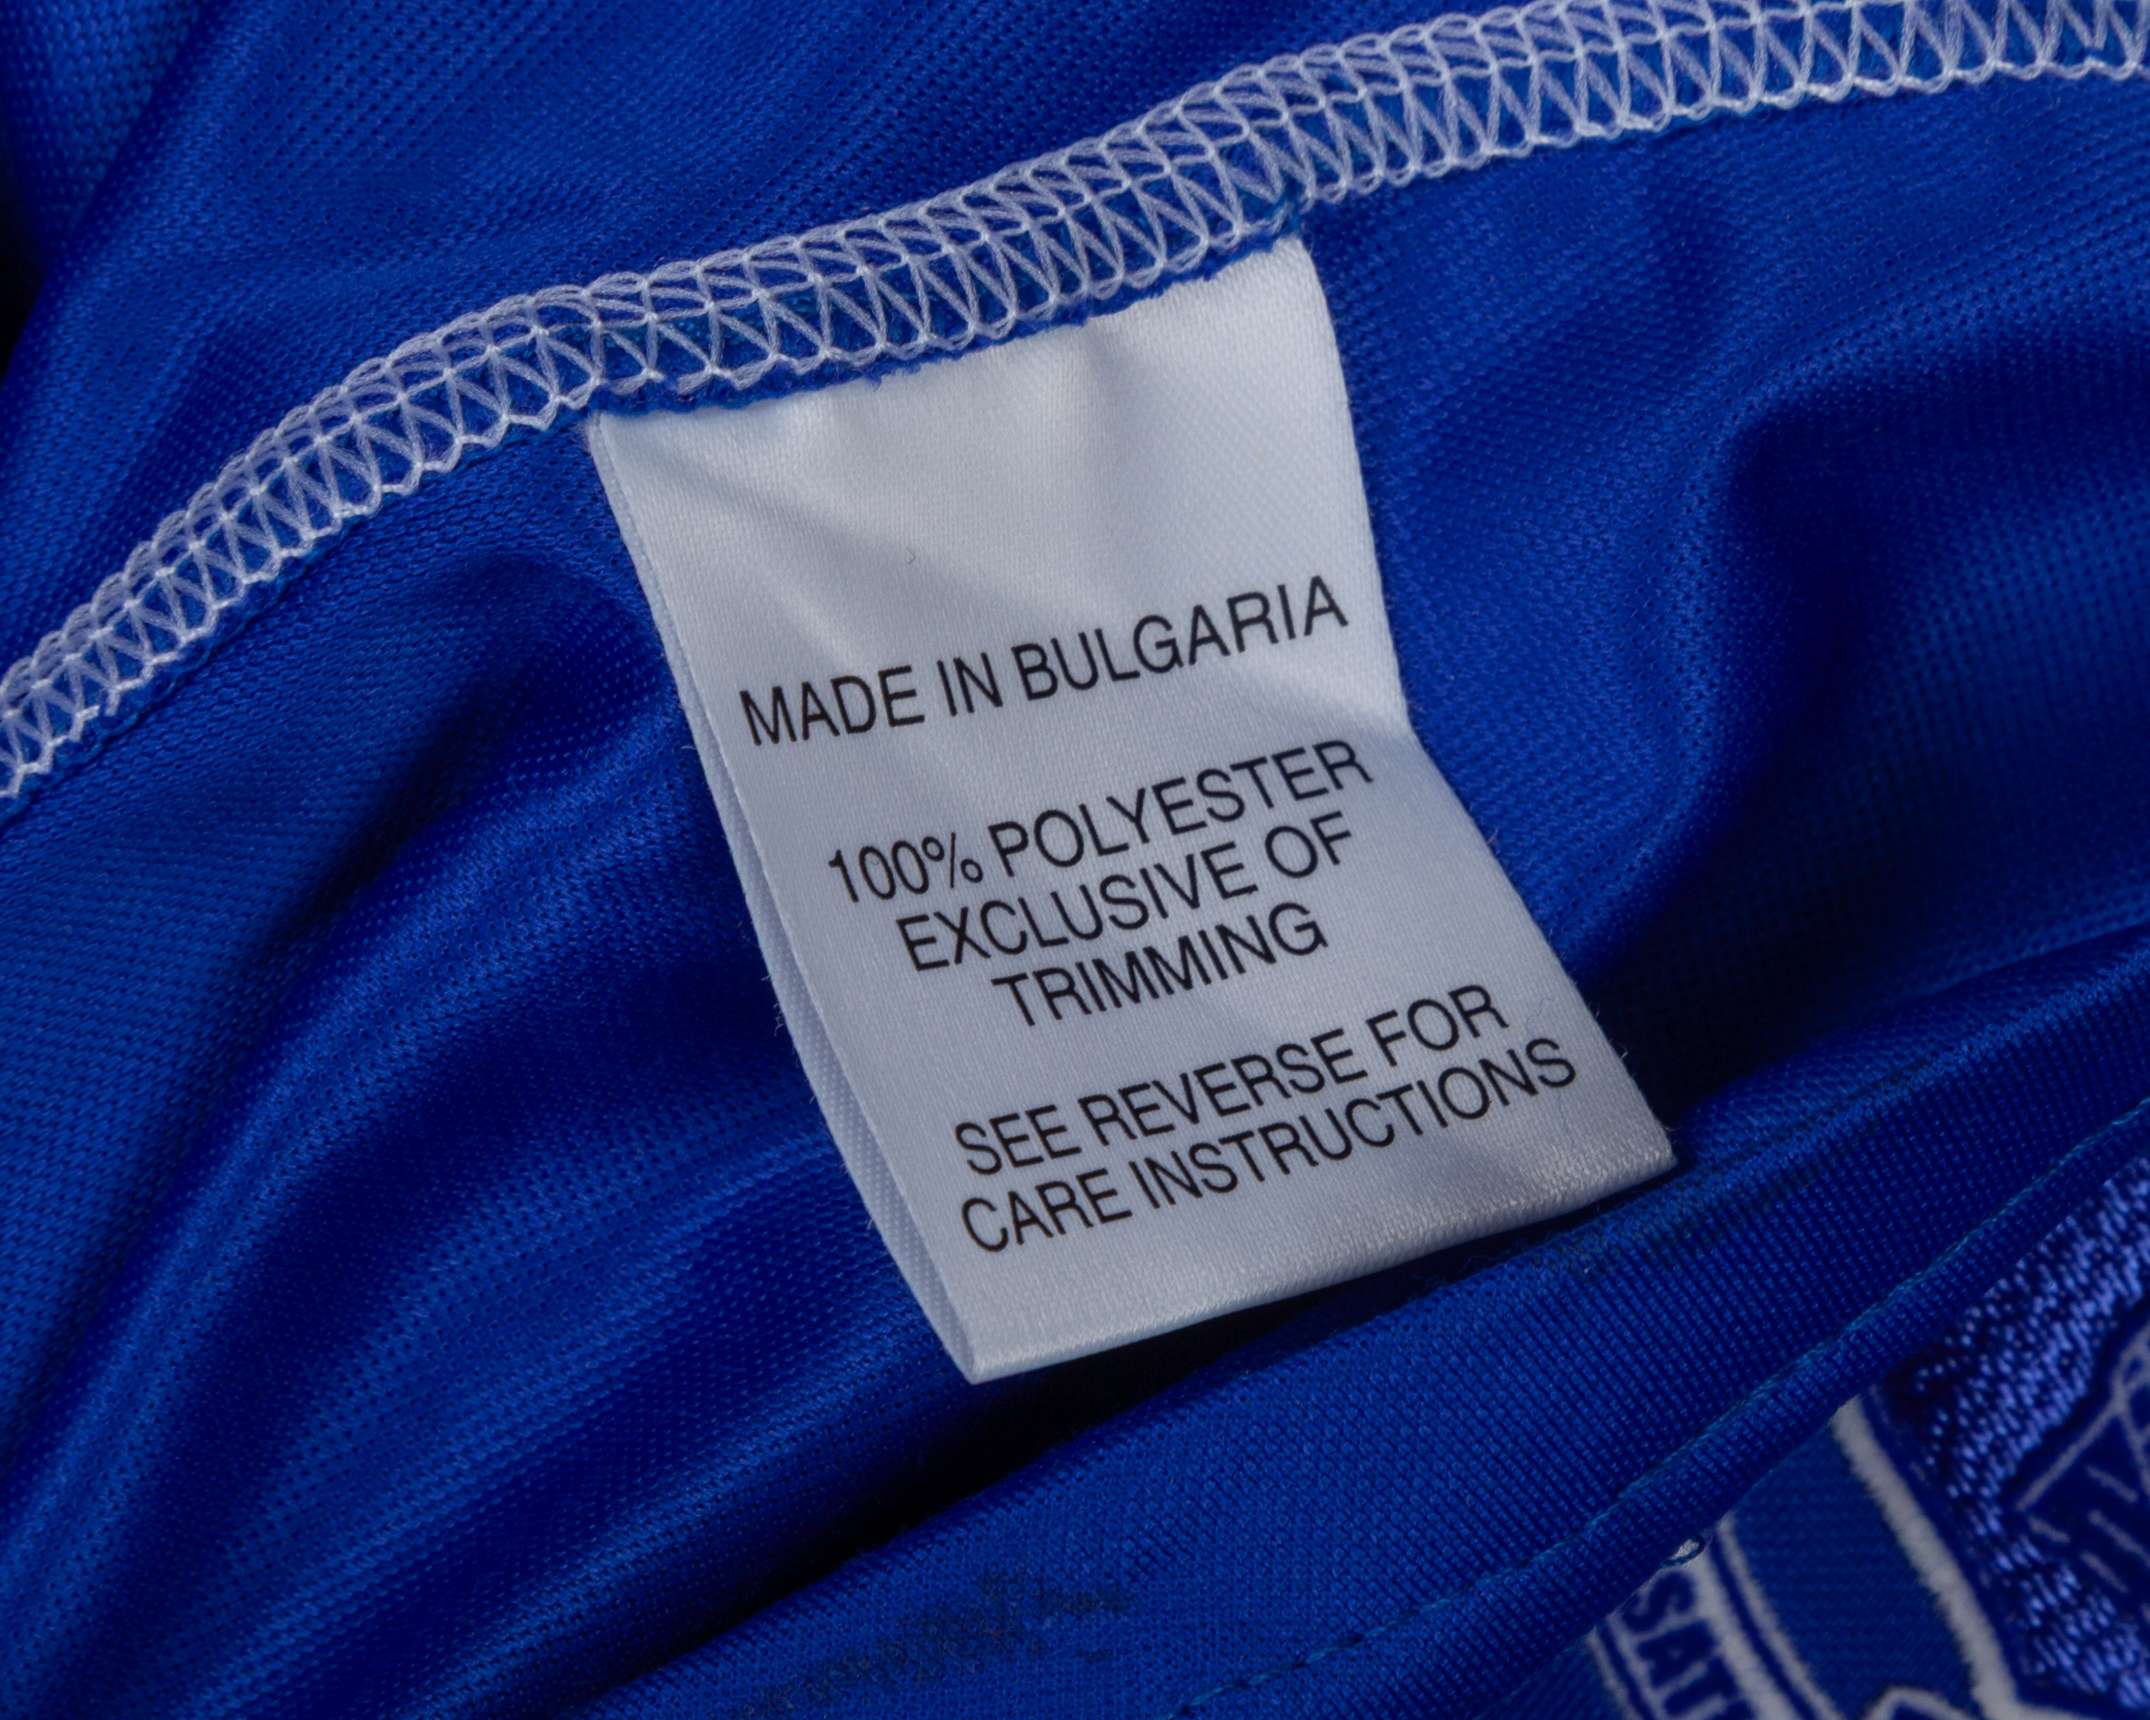 MADE IN BULGARIA
100% POLYESTER
EXCLUSIVE OF
TRIMMING
SEE REVERSE FOR
CARE INSTRUCTIONS